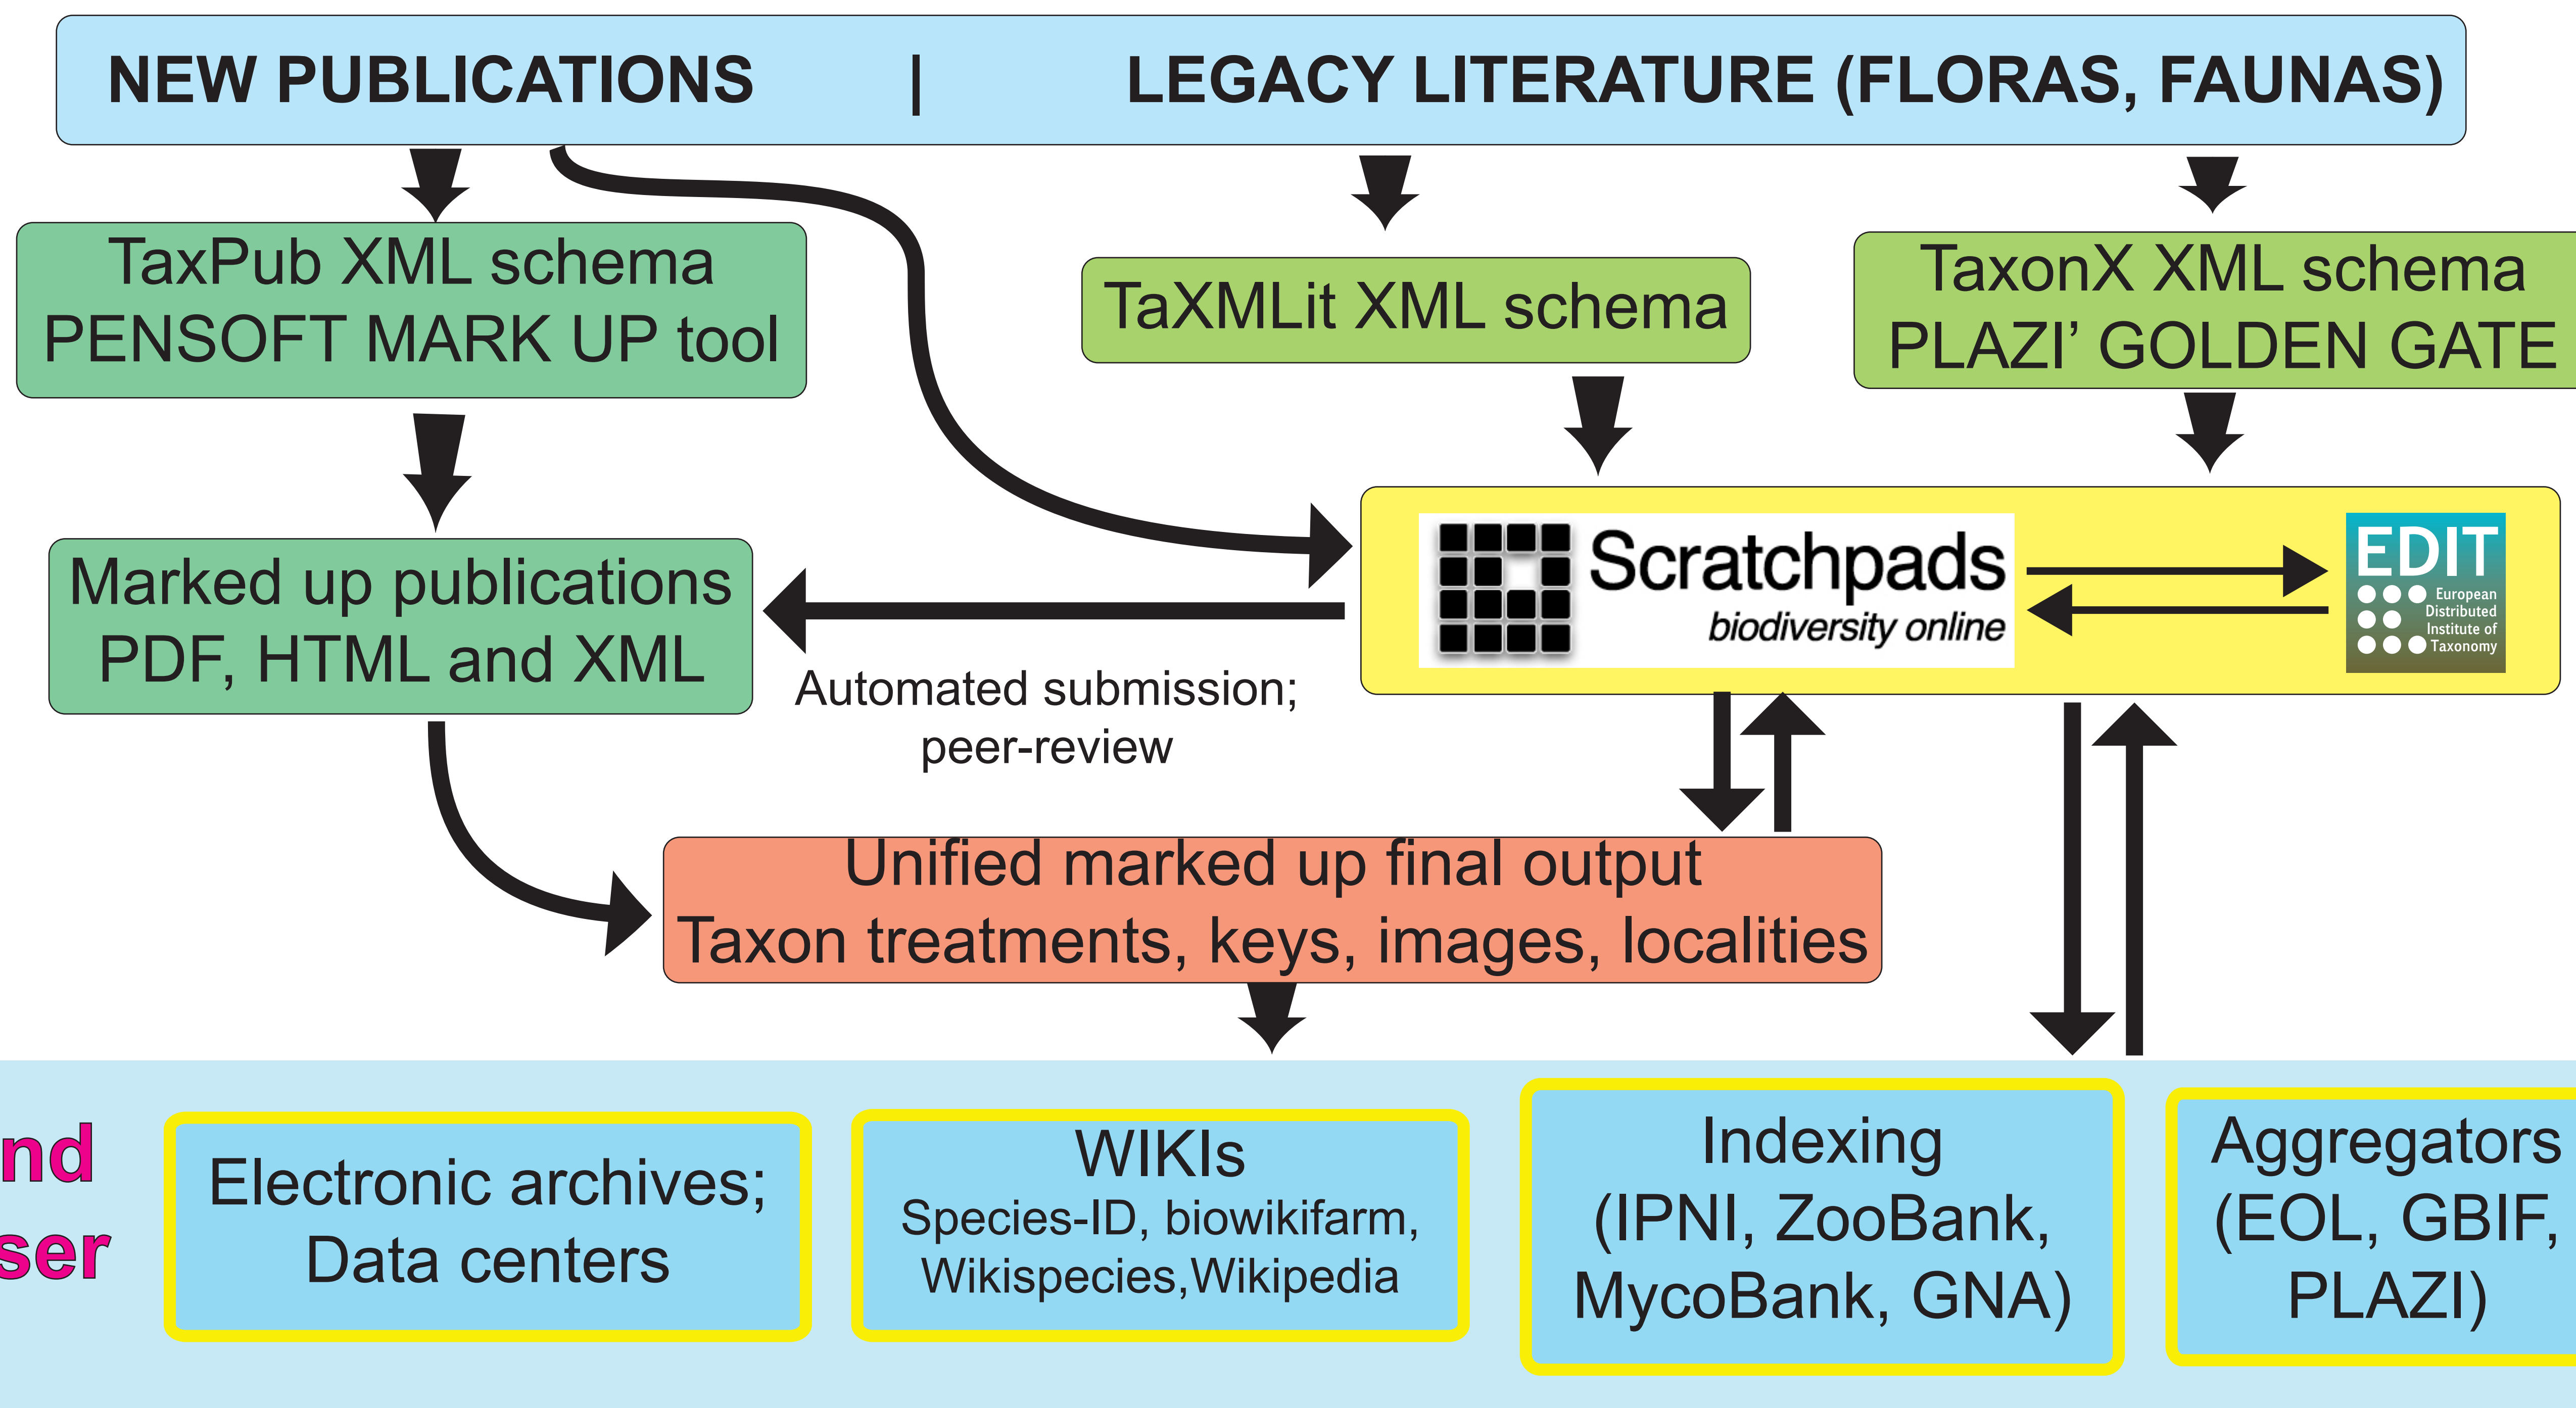 NEW PUBLICATIONS | LEGACY LITERATURE (FLORAS, FAUNAS)
TaxPub XML schema
PENSOFT MARK UP tool
TaXMLit XML schema
TaxonX XML schema
PLAZI’ GOLDEN GATE
Marked up publications
PDF, HTML and XML
Scratchpads
biodiversity online
EDIT
European
Distributed
Institute of
Taxonomy
Automated submission;
peer-review
Unified marked up final output
Taxon treatments, keys, images, localities
nd
ser
Electronic archives;
Data centers
WIKIs
Species-ID, biowikifarm,
Wikispecies,Wikipedia
Indexing
(IPNI, ZooBank,
MycoBank, GNA)
Aggregators
(EOL, GBIF,
PLAZI)